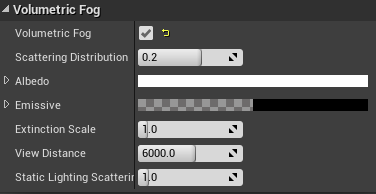 Volumetric Fog
Volumetric Fog
Scattering Distribution 0.2
Albedo
Emissive
Extinction Scale 1.0
View Distance 6000.0
Static Lighting Scatterin 1.0